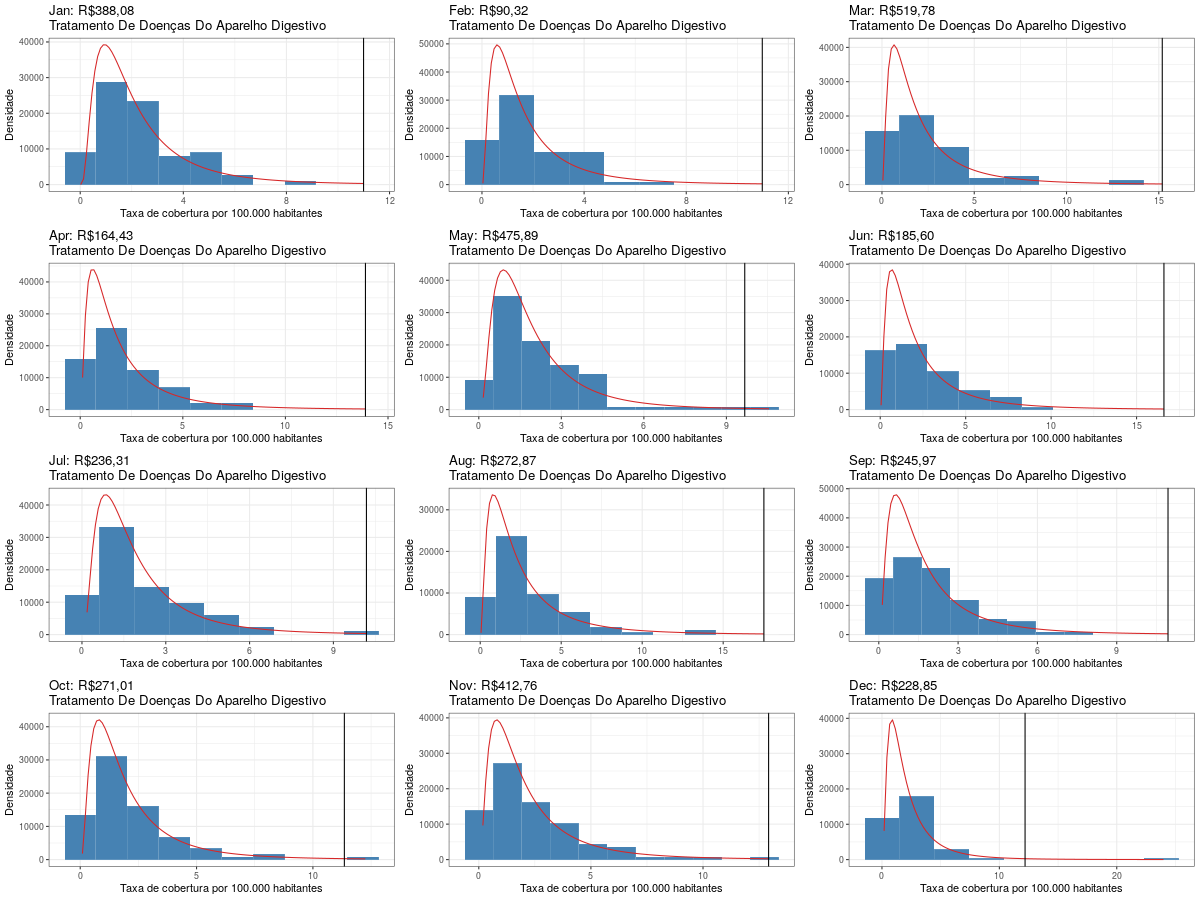 Jan: R$388,08
Tratamento De Doenças Do Aparelho Digestivo
Densidade
40000
30000
20000
10000
0
0
4
8
12
Taxa de cobertura por 100.000 habitantes
Feb: R$90,32
Tratamento De Doenças Do Aparelho Digestivo
Densidade
50000
40000
30000
20000
10000
0
0
4
8
12
Taxa de cobertura por 100.000 habitantes
Mar: R$519,78
Tratamento De Doenças Do Aparelho Digestivo
Densidade
40000
30000
20000
10000
0
0
5
10
15
Taxa de cobertura por 100.000 habitantes
Apr: R$164,43
Tratamento De Doenças Do Aparelho Digestivo
Densidade
40000
30000
20000
10000
0
0
5
10
15
Taxa de cobertura por 100.000 habitantes
May: R$475,89
Tratamento De Doenças Do Aparelho Digestivo
Densidade
40000
30000
20000
10000
0
0
3
6
9
Taxa de cobertura por 100.000 habitantes
Jun: R$185,60
Tratamento De Doenças Do Aparelho Digestivo
Densidade
40000
30000
20000
10000
0
0
5
10
15
Taxa de cobertura por 100.000 habitantes
Jul: R$236,31
Tratamento De Doenças Do Aparelho Digestivo
Densidade
40000
30000
20000
10000
0
0
3
6
9
Taxa de cobertura por 100.000 habitantes
Aug: R$272,87
Tratamento De Doenças Do Aparelho Digestivo
Densidade
30000
20000
10000
0
0
5
10
15
Taxa de cobertura por 100.000 habitantes
Sep: R$245,97
Tratamento De Doenças Do Aparelho Digestivo
Densidade
50000
40000
30000
20000
10000
0
0
3
6
9
Taxa de cobertura por 100.000 habitantes
Oct: R$271,01
Tratamento De Doenças Do Aparelho Digestivo
Densidade
40000
30000
20000
10000
0
0
5
10
Taxa de cobertura por 100.000 habitantes
Nov: R$412,76
Tratamento De Doenças Do Aparelho Digestivo
Densidade
40000
30000
20000
10000
0
0
5
10
Taxa de cobertura por 100.000 habitantes
Dec: R$228,85
Tratamento De Doenças Do Aparelho Digestivo
Densidade
40000
30000
20000
10000
0
0
10
20
Taxa de cobertura por 100.000 habitantes